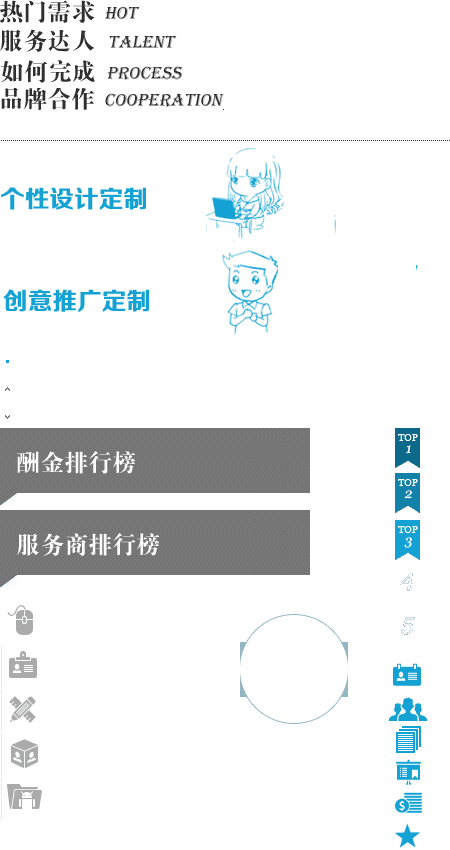 热门需求 HOT
服务达人 TALENT
如何完成 PROCESS
品牌合作 COOPERATION
个性设计定制
创意推广定制
酬金排行榜
服务商排行榜
TOP
1
TOP
2
TOP
3
4
5